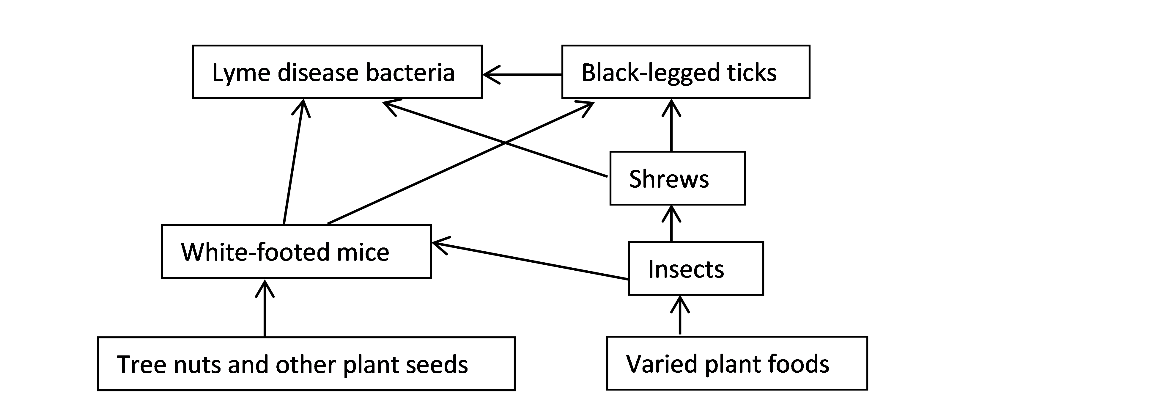 Lyme disease bacteria
Black-legged ticks
Shrews
White-footed mice
Insects
Tree nuts and other plant seeds
Varied plant foods